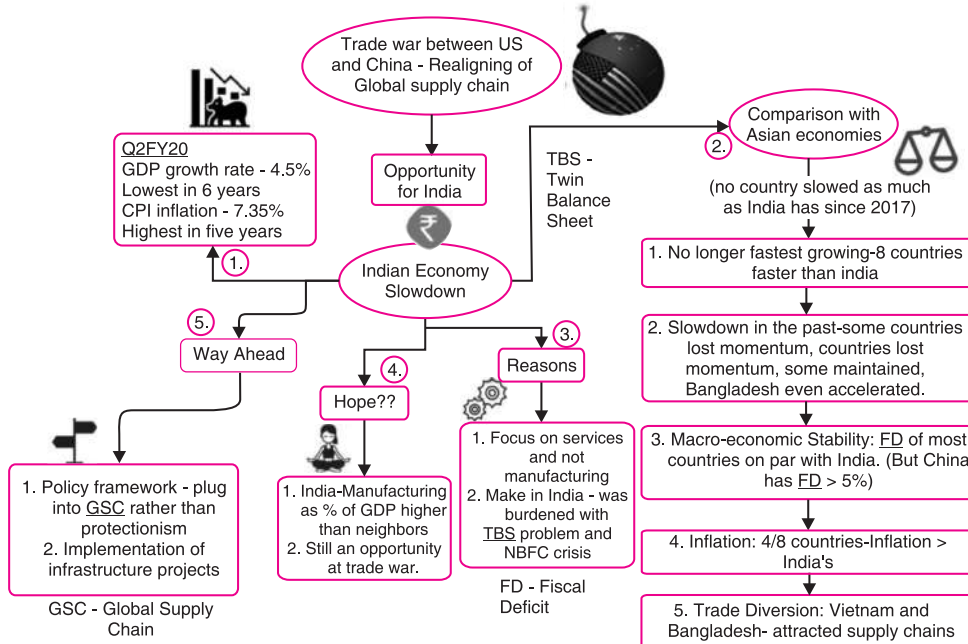 Trade war between US
and China - Realigning of
Global supply chain
Opportunity
for India
₹
Indian Economy
Slowdown
1.
Q2FY20
GDP growth rate - 4.5%
Lowest in 6 years
CPI inflation - 7.35%
Highest in five years
TBS -
Twin
Balance
Sheet
2.
Comparison with
Asian economies
(no country slowed as much
as India has since 2017)
1. No longer fastest growing-8 countries
faster than india
2. Slowdown in the past-some countries
lost momentum, countries lost
momentum, some maintained,
Bangladesh even accelerated.
3. Macro-economic Stability: FD of most
countries on par with India. (But China
has FD > 5%)
4. Inflation: 4/8 countries-Inflation >
India's
5. Trade Diversion: Vietnam and
Bangladesh- attracted supply chains
3.
Reasons
1. Focus on services
and not
manufacturing
2. Make in India - was
burdened with
TBS problem and
NBFC crisis
FD - Fiscal
Deficit
4.
Hope??
1. India-Manufacturing
as % of GDP higher
than neighbors
2. Still an opportunity
at trade war.
5.
Way Ahead
1. Policy framework - plug
into GSC rather than
protectionism
2. Implementation of
infrastructure projects
GSC - Global Supply
Chain